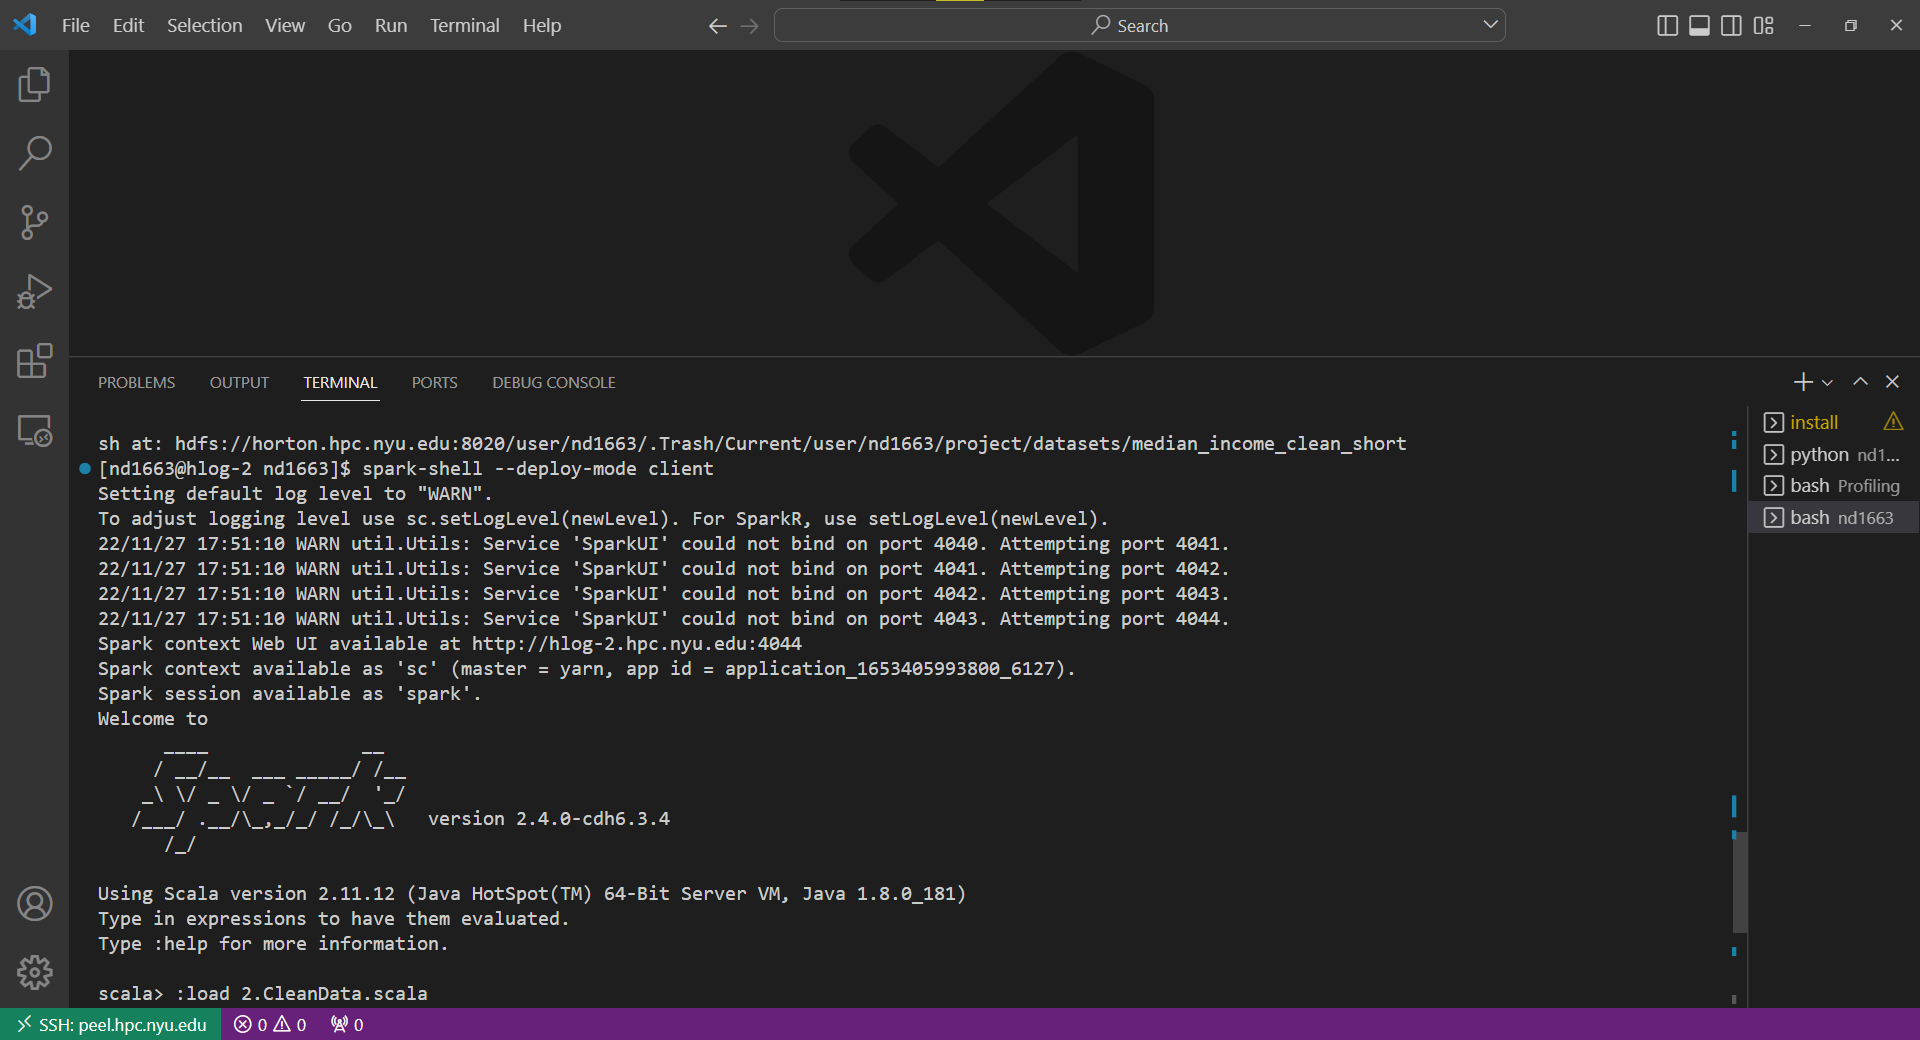 File Edit Selection View Go Run Terminal Help Search
PROBLEMS OUTPUT TERMINAL PORTS DEBUG CONSOLE
sh at: hdfs://horton.hpc.nyu.edu:8020/user/nd1663/.Trash/Current/user/nd1663/project/datasets/median_income_clean_short
[nd1663@hlog-2 nd1663]$ spark-shell --deploy-mode client
Setting default log level to "WARN".
To adjust logging level use sc.setLogLevel(newLevel). For SparkR, use setLogLevel(newLevel).
22/11/27 17:51:10 WARN util.Utils: Service 'SparkUI' could not bind on port 4040. Attempting port 4041.
22/11/27 17:51:10 WARN util.Utils: Service 'SparkUI' could not bind on port 4041. Attempting port 4042.
22/11/27 17:51:10 WARN util.Utils: Service 'SparkUI' could not bind on port 4042. Attempting port 4043.
22/11/27 17:51:10 WARN util.Utils: Service 'SparkUI' could not bind on port 4043. Attempting port 4044.
Spark context Web UI available at http://hlog-2.hpc.nyu.edu:4044
Spark context available as 'sc' (master = yarn, app id = application_1653405993800_6127).
Spark session available as 'spark'.
Welcome to
      ____              __
     / __/__  ___ _____/ /__
    _\ \/ _ \/ _ `/ __/  '_/
   /___/ .__/\_,_/_/ /_/\_\   version 2.4.0-cdh6.3.4
      /_/
Using Scala version 2.11.12 (Java HotSpot(TM) 64-Bit Server VM, Java 1.8.0_181)
Type in expressions to have them evaluated.
Type :help for more information.
scala> :load 2.CleanData.scala
install
python nd1...
bash Profiling
bash nd1663
SSH: peel.hpc.nyu.edu 0 0 0